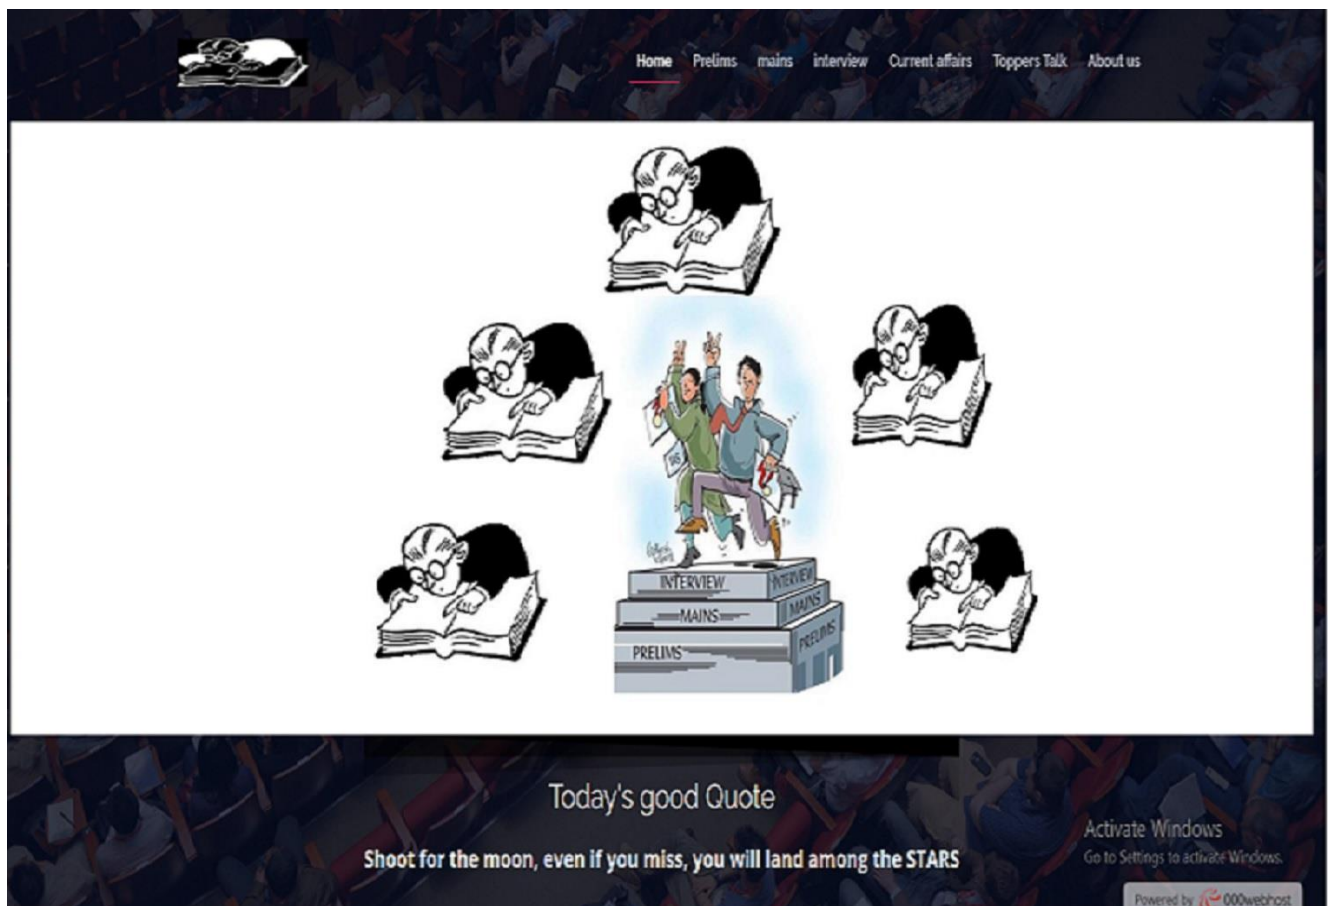 Home Prelims mains interview Current affairs Toppers Talk About us
INTERVIEW INTERVIEW
MAINS MAINS
PRELIMS PRELIMS
Today's good Quote
Shoot for the moon, even if you miss, you will land among the STARS
Activate Windows
Go to Settings to activate Windows.
Powered by 000webhost